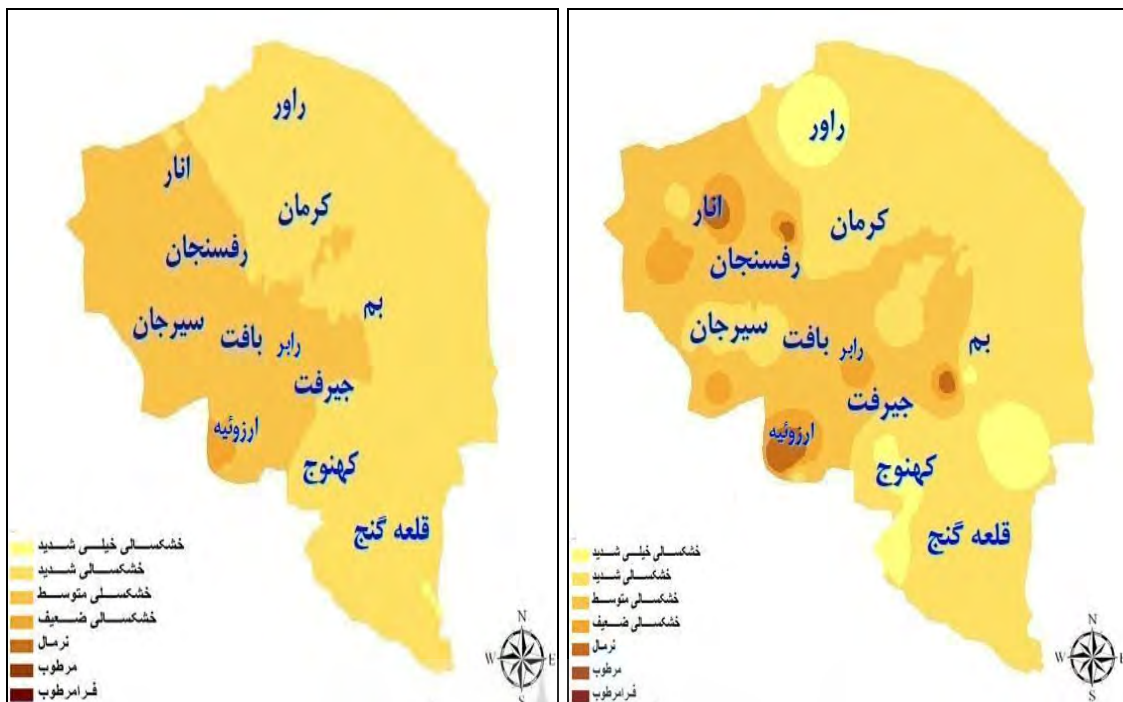 راور
انار
کرمان
رفسنجان
بم
سیرجان
بافت
رابر
جیرفت
ارزوئیه
کهنوج
قلعه گنج
خشکسالی خیلی شدید
خشکسالی شدید
خشکسلی متوسط
خشکسالی ضعیف
نرمال
مرطوب
فرامرطوب
N
W
E
S
راور
انار
کرمان
رفسنجان
سیرجان
بافت
رابر
بم
جیرفت
ارزوئیه
کهنوج
قلعه گنج
خشکسالی خیلی شدید
خشکسالی شدید
خشکسالی متوسط
خشکسالی ضعیف
نرمال
مرطوب
فرامرطوب
N
W
E
S